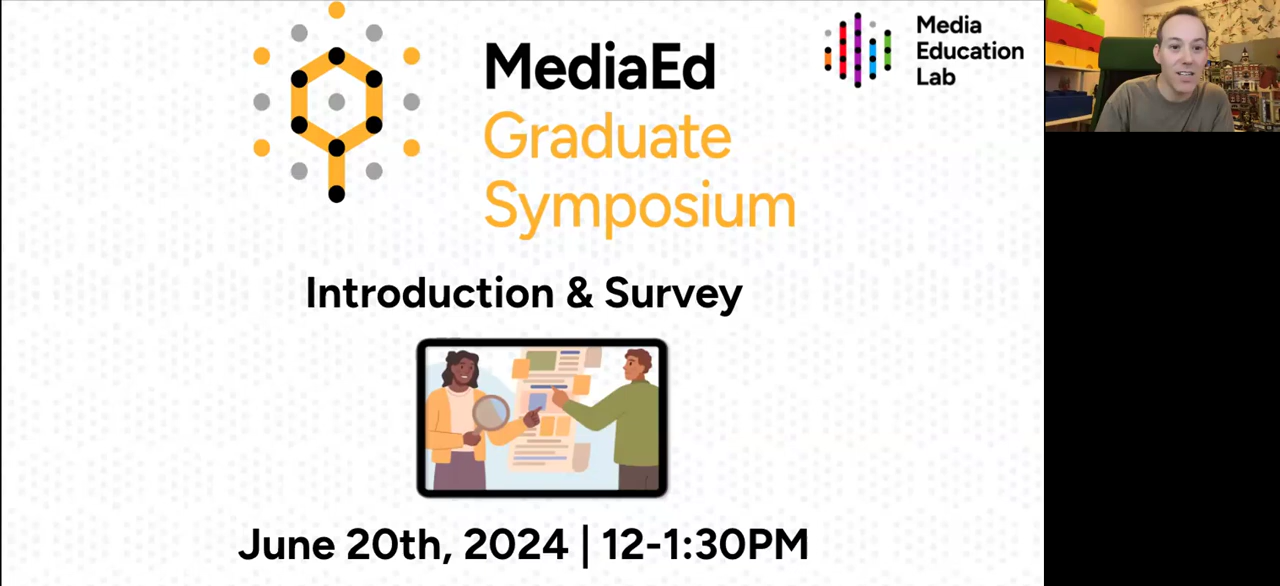 MediaEd
Graduate
Symposium
Media
Education
Lab
Introduction & Survey
June 20th, 2024 | 12-1:30PM